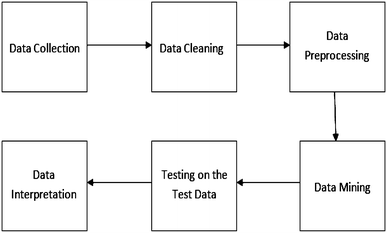 Data Collection
Data Cleaning
Data
Preprocessing
Data Mining
Testing on the
Test Data
Data
Interpretation